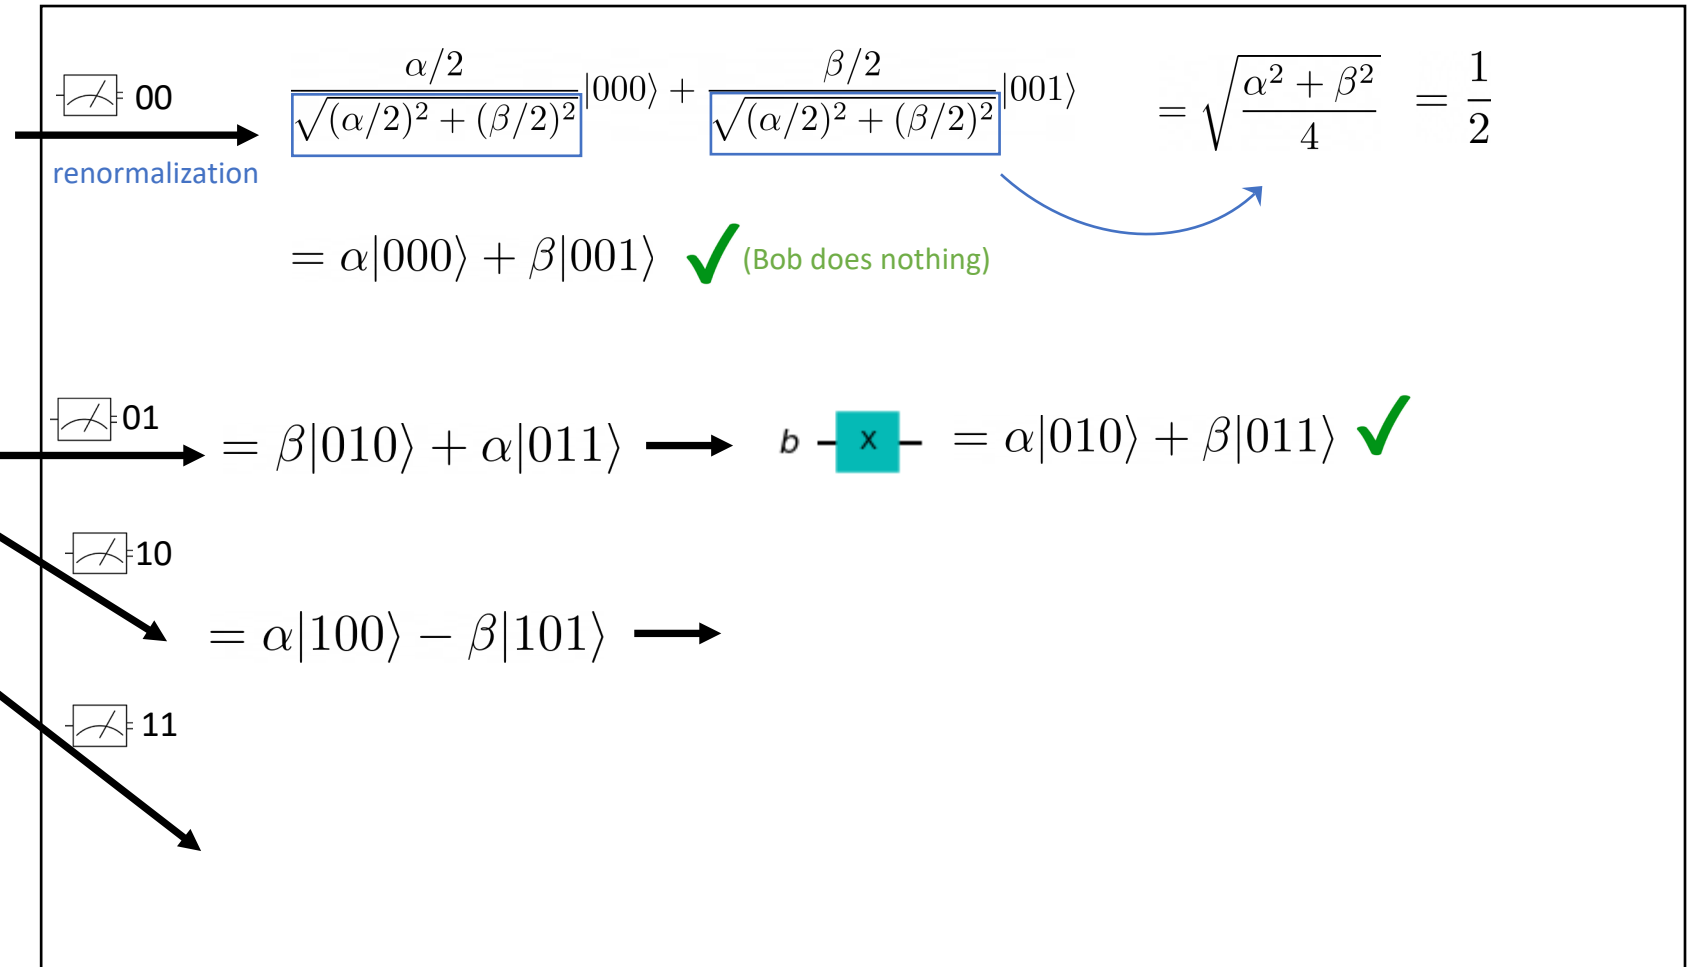 00 α/2 / √((α/2)² + (β/2)²) |000⟩ + β/2 / √((α/2)² + (β/2)²) |001⟩ = √((α² + β²)/4) = 1/2
renormalization
= α|000⟩ + β|001⟩ ✓ (Bob does nothing)
01 = β|010⟩ + α|011⟩ → b X = α|010⟩ + β|011⟩ ✓
10
= α|100⟩ − β|101⟩ →
11